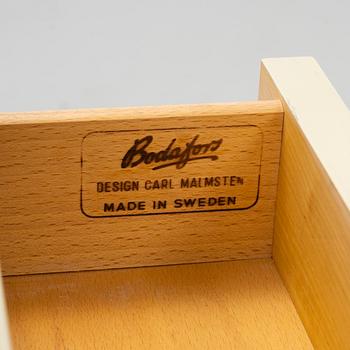 Bodafors
DESIGN CARL MALMSTEN
MADE IN SWEDEN